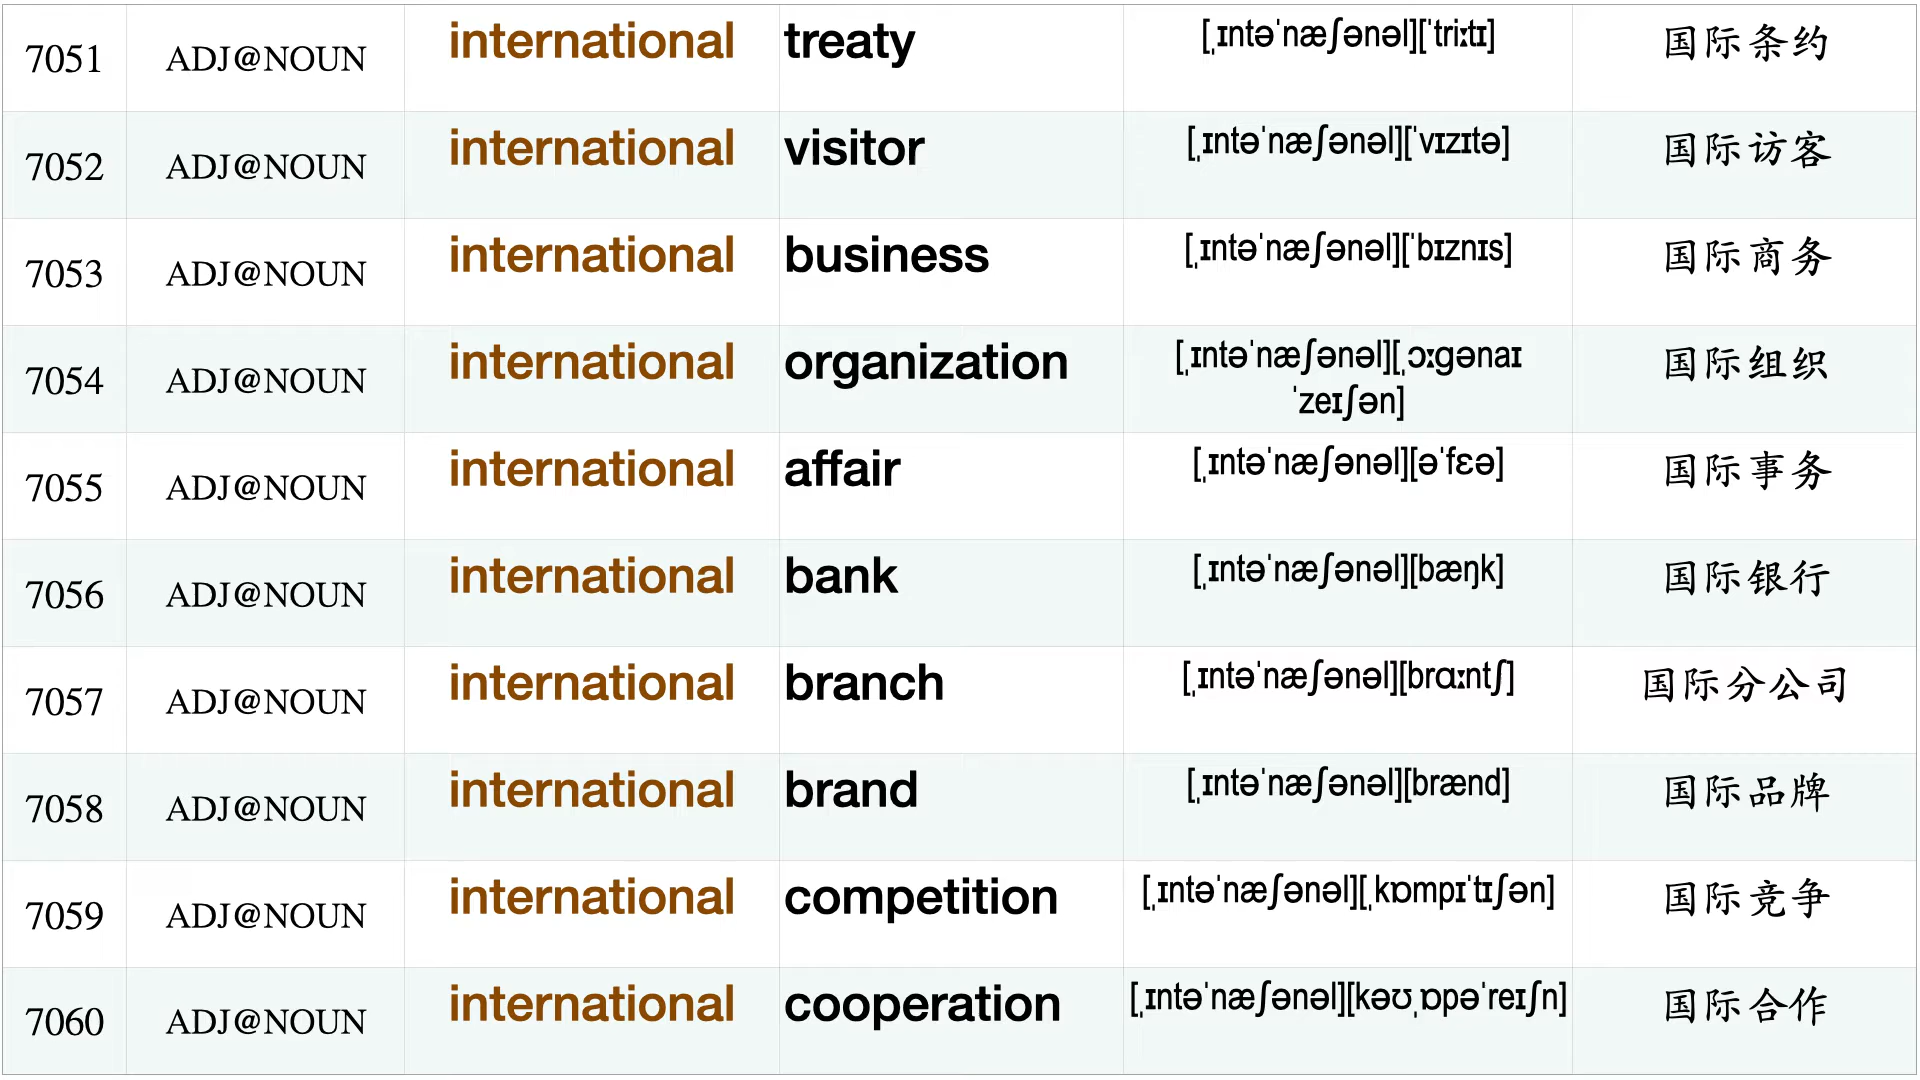 7051 ADJ@NOUN international treaty [ˌɪntəˈnæʃənəl][ˈtriːtɪ] 国际条约
7052 ADJ@NOUN international visitor [ˌɪntəˈnæʃənəl][ˈvɪzɪtə] 国际访客
7053 ADJ@NOUN international business [ˌɪntəˈnæʃənəl][ˈbɪznɪs] 国际商务
7054 ADJ@NOUN international organization [ˌɪntəˈnæʃənəl][ˌɔːɡənaɪ 国际组织
ˈzeɪʃən]
7055 ADJ@NOUN international affair [ˌɪntəˈnæʃənəl][əˈfɛə] 国际事务
7056 ADJ@NOUN international bank [ˌɪntəˈnæʃənəl][bæŋk] 国际银行
7057 ADJ@NOUN international branch [ˌɪntəˈnæʃənəl][brɑːntʃ] 国际分公司
7058 ADJ@NOUN international brand [ˌɪntəˈnæʃənəl][brænd] 国际品牌
7059 ADJ@NOUN international competition [ˌɪntəˈnæʃənəl][ˌkɒmpɪˈtɪʃən] 国际竞争
7060 ADJ@NOUN international cooperation [ˌɪntəˈnæʃənəl][kəʊˌɒpəˈreɪʃn] 国际合作